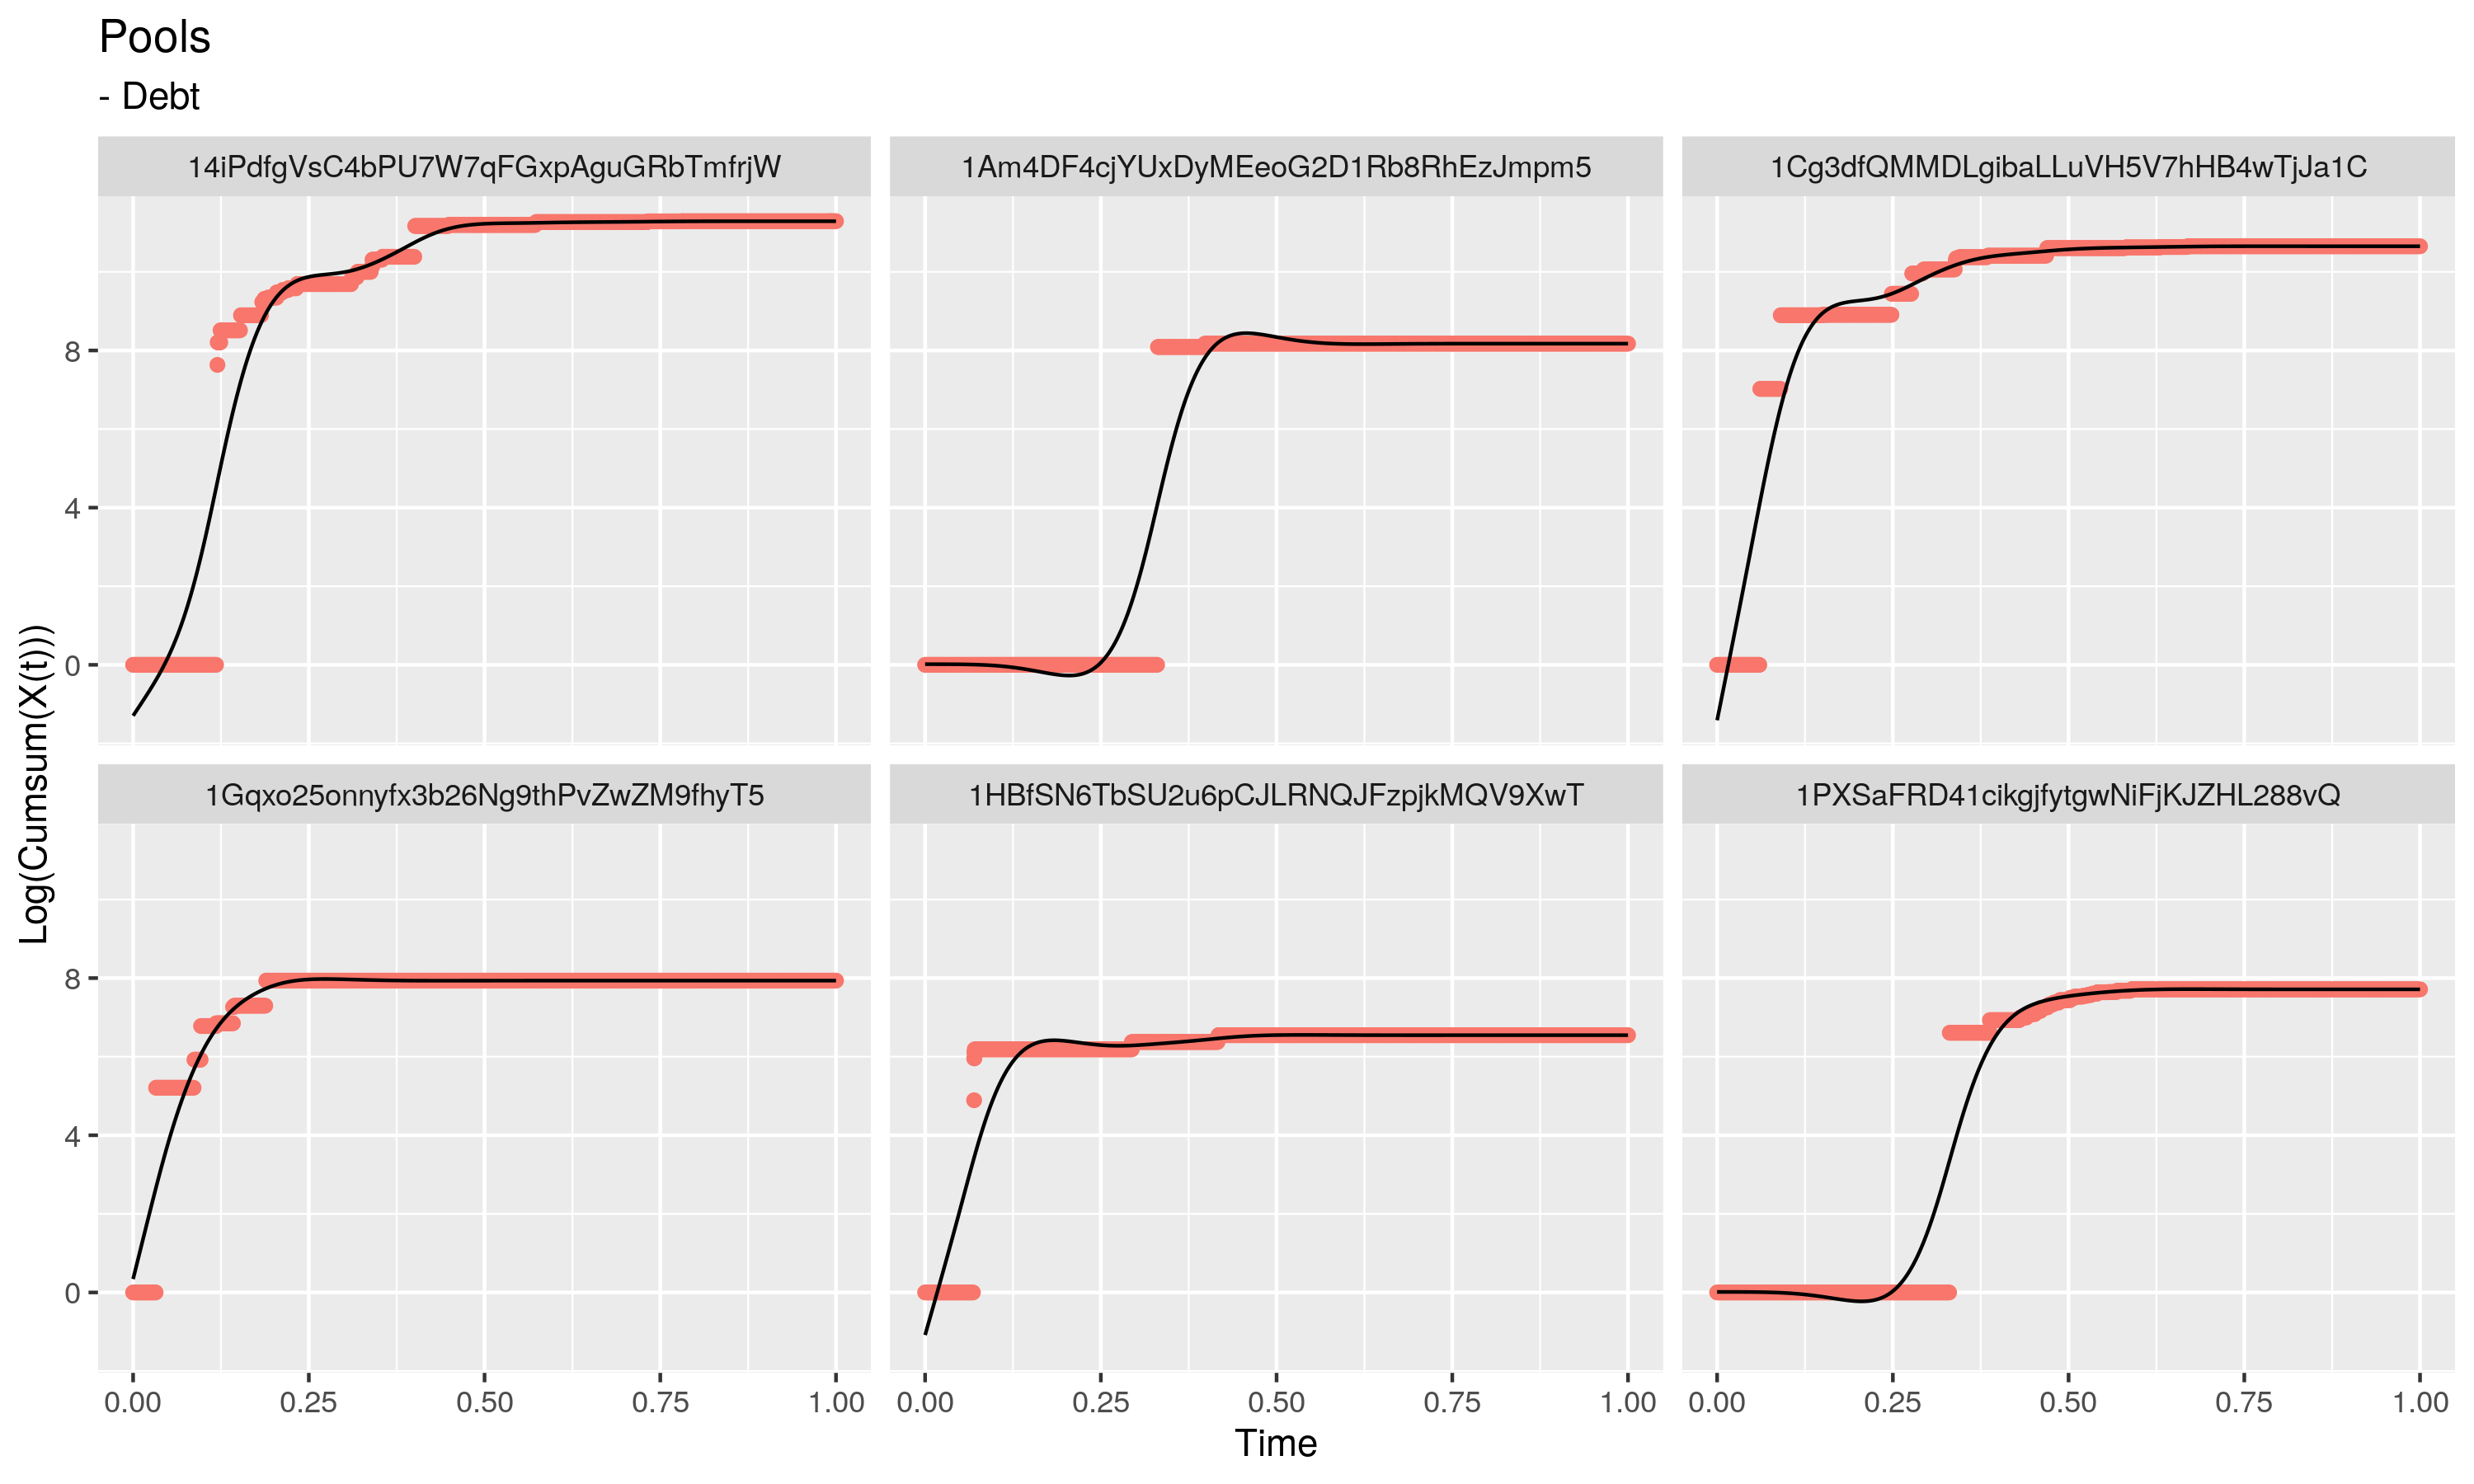 Pools
- Debt
14iPdfgVsC4bPU7W7qFGxpAguGRbTmfrjW
1Am4DF4cjYUxDyMEeoG2D1Rb8RhEzJmpm5
1Cg3dfQMMDLgibaLLuVH5V7hHB4wTjJa1C
8
4
0
Log(Cumsum(X(t)))
1Gqxo25onnyfx3b26Ng9thPvZwZM9fhyT5
1HBfSN6TbSU2u6pCJLRNQJFzpjkMQV9XwT
1PXSaFRD41cikgjfytgwNiFjKJZHL288vQ
8
4
0
0.00 0.25 0.50 0.75 1.00
0.00 0.25 0.50 0.75 1.00
0.00 0.25 0.50 0.75 1.00
Time